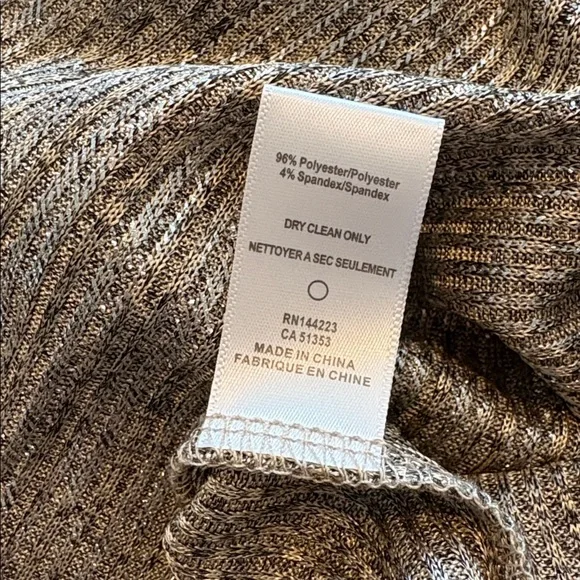 96% Polyester/Polyester
4% Spandex/Spandex
DRY CLEAN ONLY
NETTOYER A SEC SEULEMENT
RN144223
CA 51353
MADE IN CHINA
FABRIQUE EN CHINE